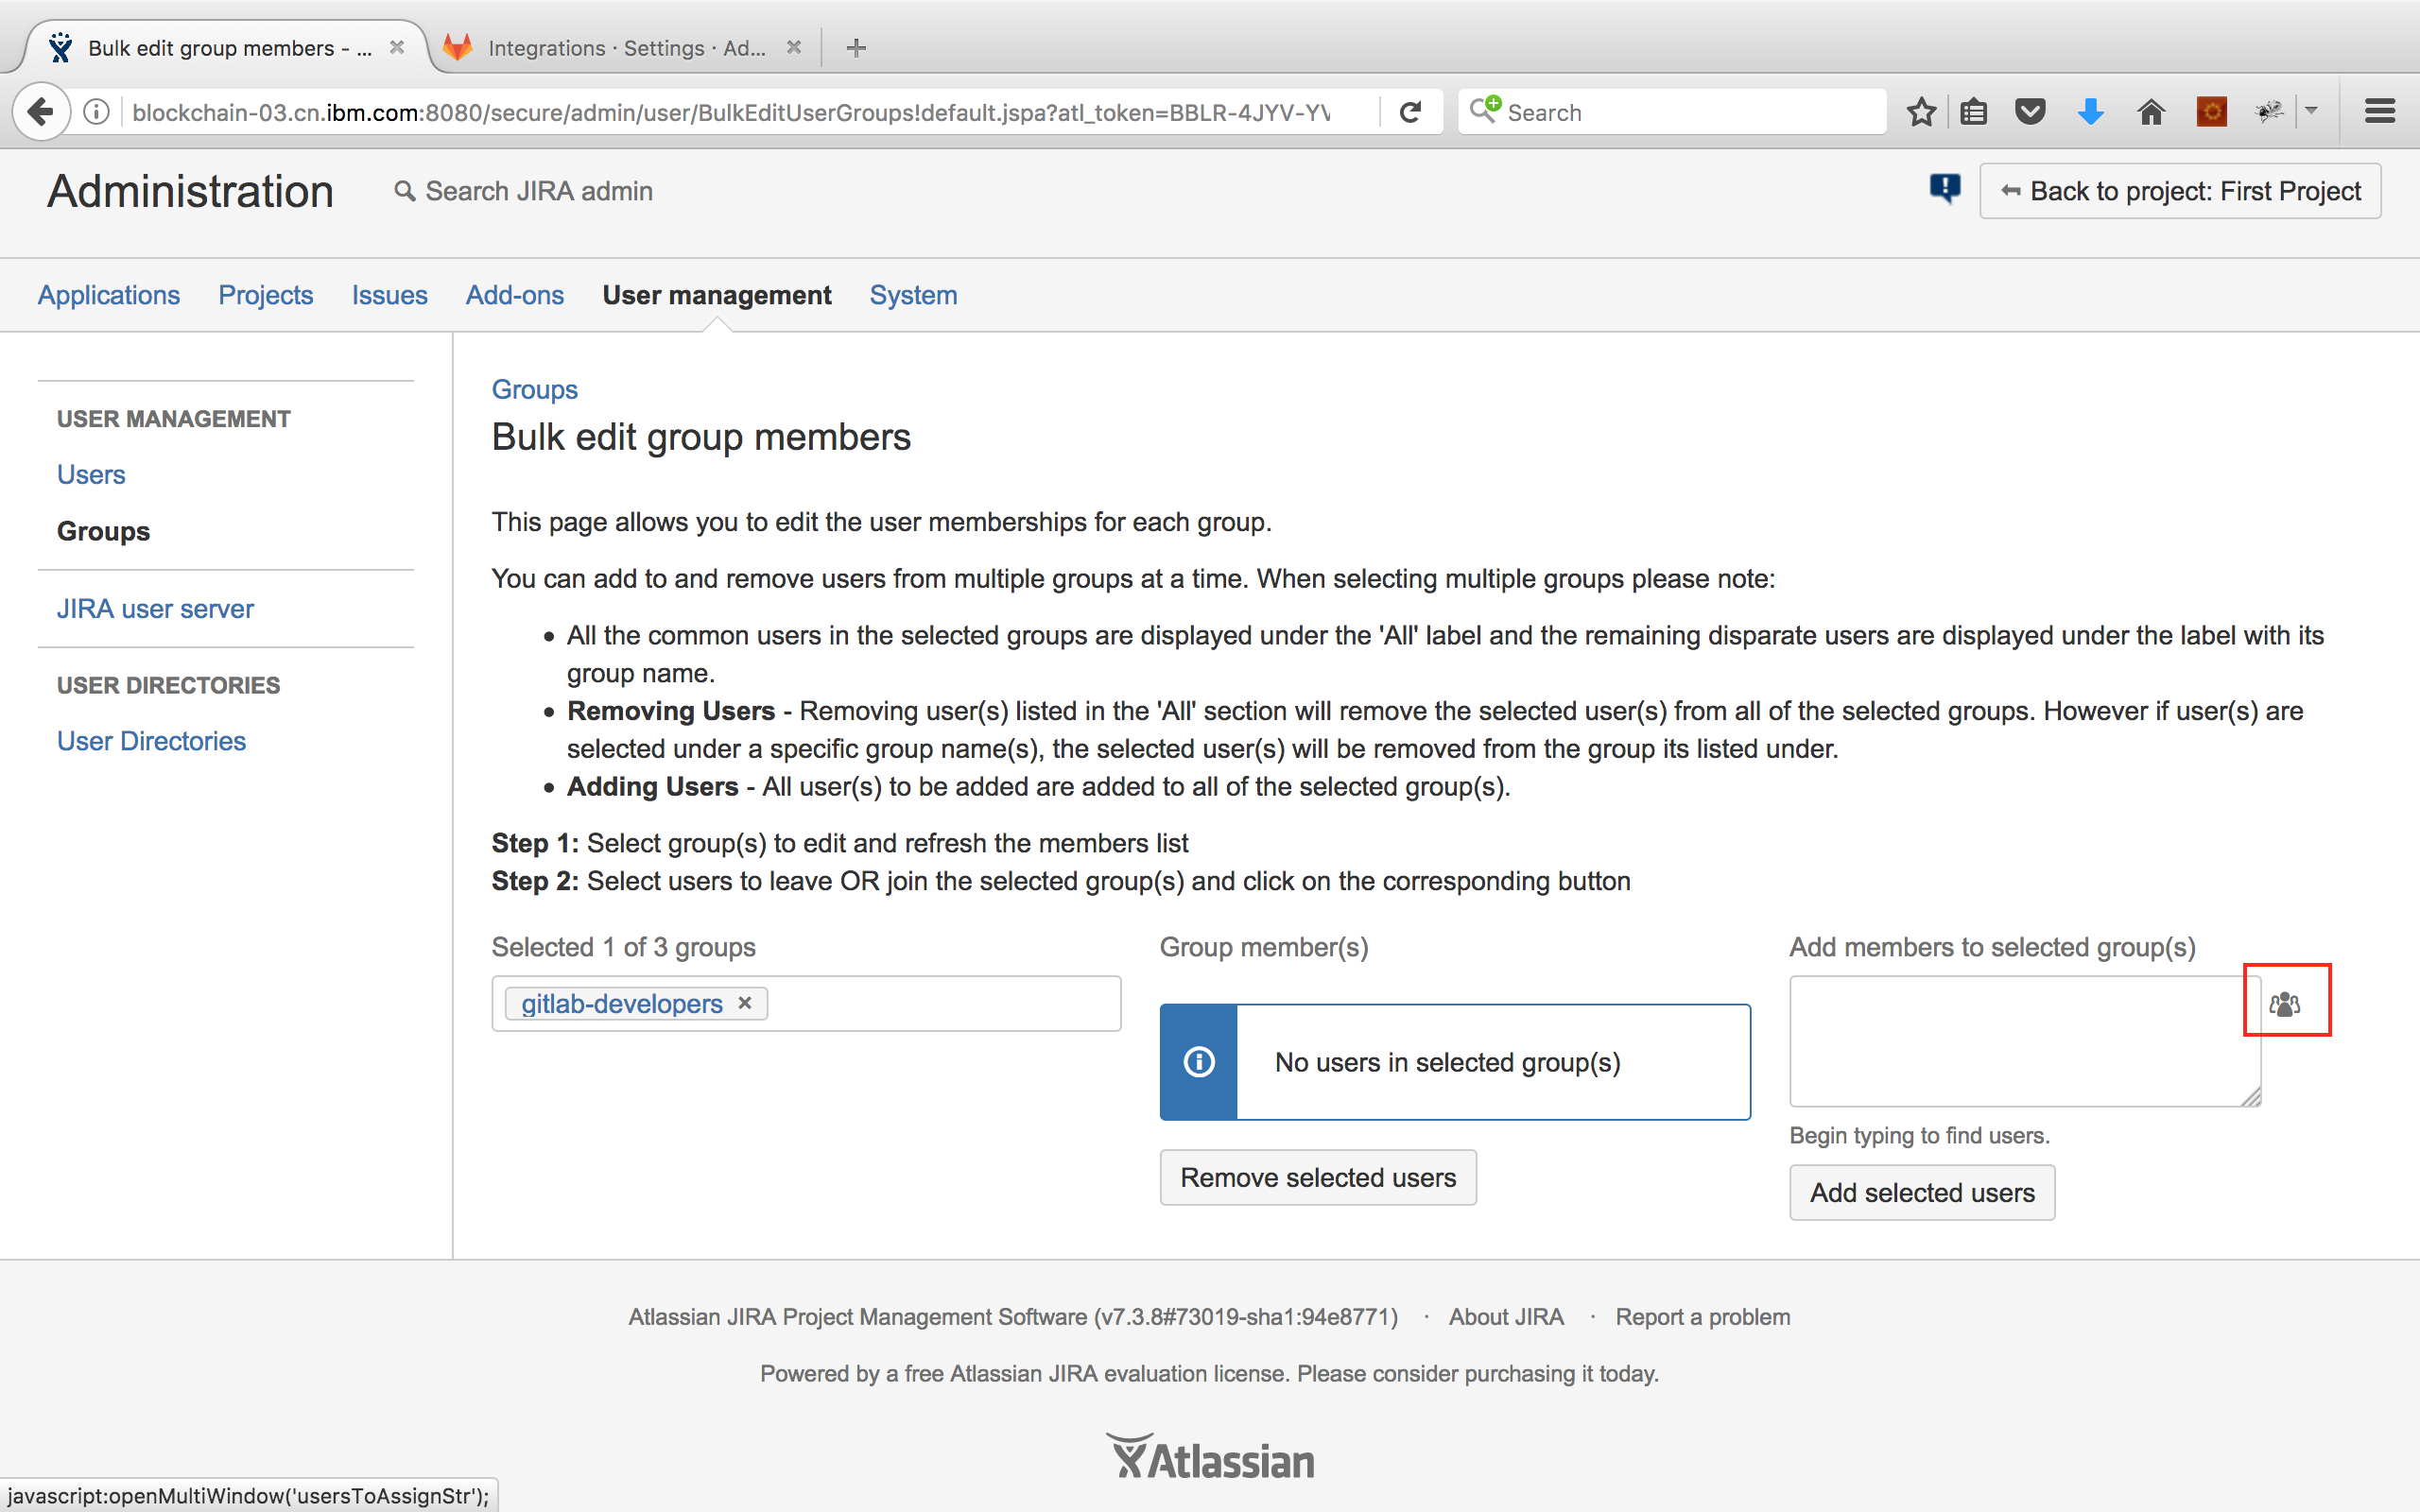 Bulk edit group members - ...
Integrations · Settings · Ad...
blockchain-03.cn.ibm.com:8080/secure/admin/user/BulkEditUserGroups!default.jspa?atl_token=BBLR-4JYV-YV
Search
Administration
Search JIRA admin
Back to project: First Project
Applications
Projects
Issues
Add-ons
User management
System
USER MANAGEMENT
Users
Groups
JIRA user server
USER DIRECTORIES
User Directories
Groups
Bulk edit group members
This page allows you to edit the user memberships for each group.
You can add to and remove users from multiple groups at a time. When selecting multiple groups please note:
• All the common users in the selected groups are displayed under the 'All' label and the remaining disparate users are displayed under the label with its
group name.
• Removing Users - Removing user(s) listed in the 'All' section will remove the selected user(s) from all of the selected groups. However if user(s) are
selected under a specific group name(s), the selected user(s) will be removed from the group its listed under.
• Adding Users - All user(s) to be added are added to all of the selected group(s).
Step 1: Select group(s) to edit and refresh the members list
Step 2: Select users to leave OR join the selected group(s) and click on the corresponding button
Selected 1 of 3 groups
gitlab-developers
Group member(s)
No users in selected group(s)
Remove selected users
Add members to selected group(s)
Begin typing to find users.
Add selected users
Atlassian JIRA Project Management Software (v7.3.8#73019-sha1:94e8771) · About JIRA · Report a problem
Powered by a free Atlassian JIRA evaluation license. Please consider purchasing it today.
Atlassian
javascript:openMultiWindow('usersToAssignStr');